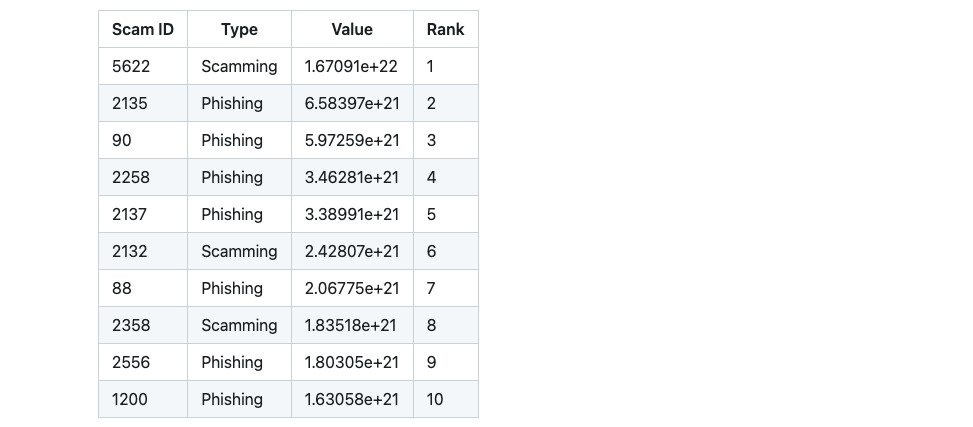 Scam ID Type Value Rank
5622 Scamming 1.67091e+22 1
2135 Phishing 6.58397e+21 2
90 Phishing 5.97259e+21 3
2258 Phishing 3.46281e+21 4
2137 Phishing 3.38991e+21 5
2132 Scamming 2.42807e+21 6
88 Phishing 2.06775e+21 7
2358 Scamming 1.83518e+21 8
2556 Phishing 1.80305e+21 9
1200 Phishing 1.63058e+21 10